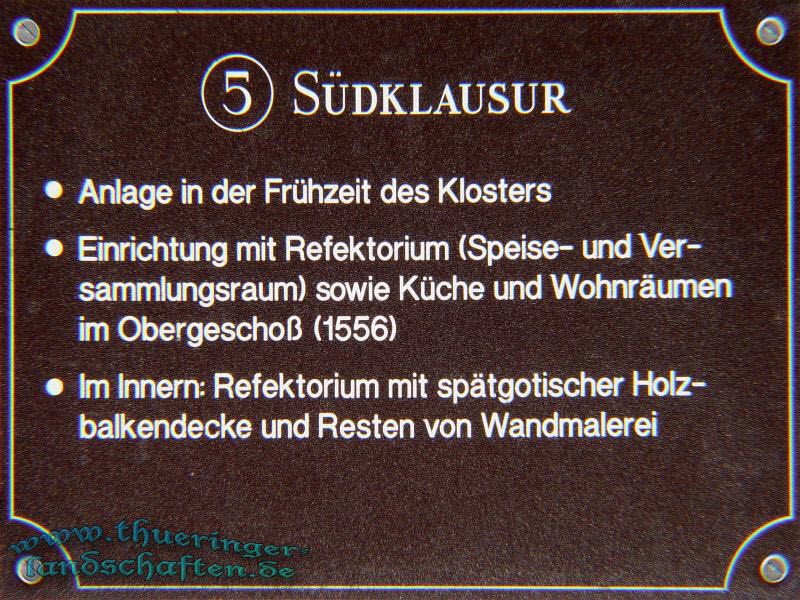 5 SÜDKLAUSUR
• Anlage in der Frühzeit des Klosters
• Einrichtung mit Refektorium (Speise- und Ver-
sammlungsraum) sowie Küche und Wohnräumen
im Obergeschoß (1556)
• Im Innern: Refektorium mit spätgotischer Holz-
balkendecke und Resten von Wandmalerei
www.thueringer-
landschaften.de